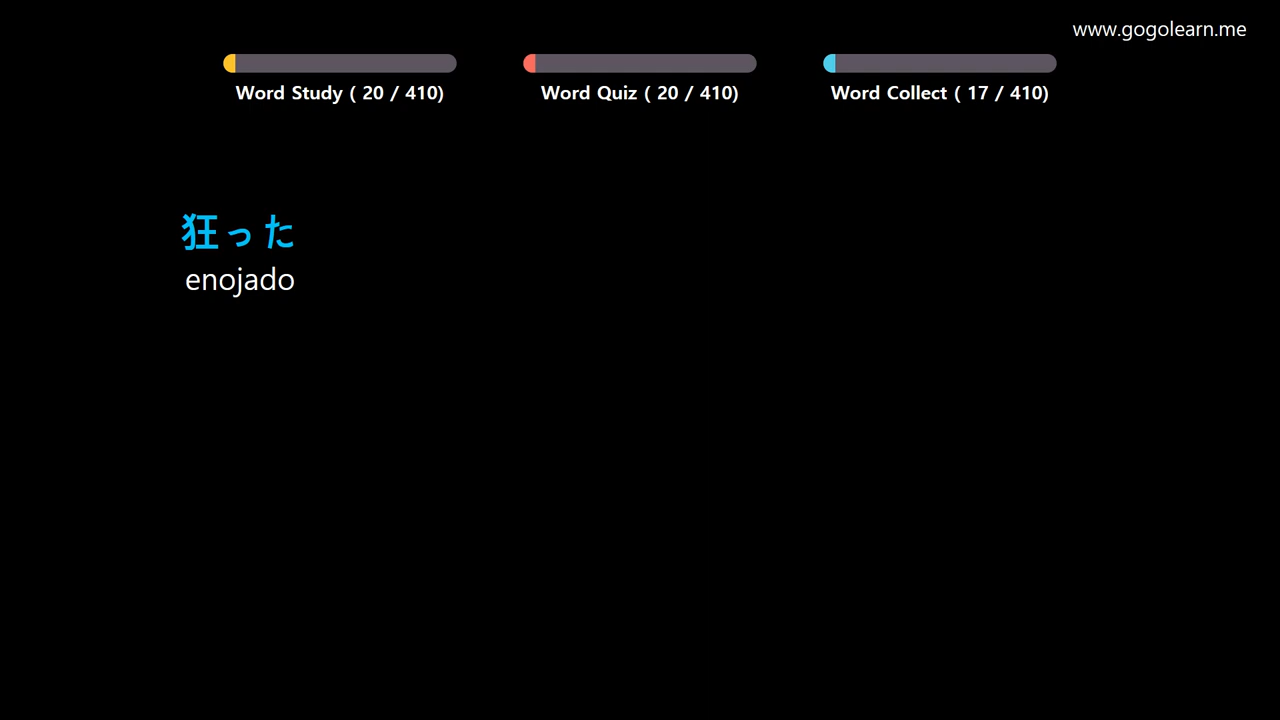 www.gogolearn.me
Word Study ( 20 / 410)
Word Quiz ( 20 / 410)
Word Collect ( 17 / 410)
狂った
enojado